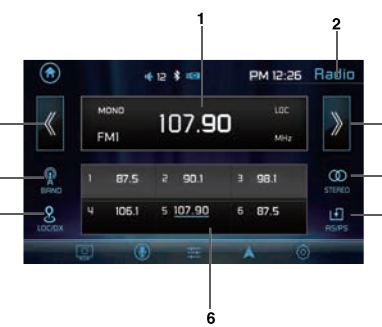 1
2
12 PM 12:26 Radio
MONO LOC
107.90
FM1 MHz
BAND
STEREO
1 87.5 2 90.1 3 98.1
4 106.1 5 107.90 6 87.5
LOC/DX
AS/PS
6